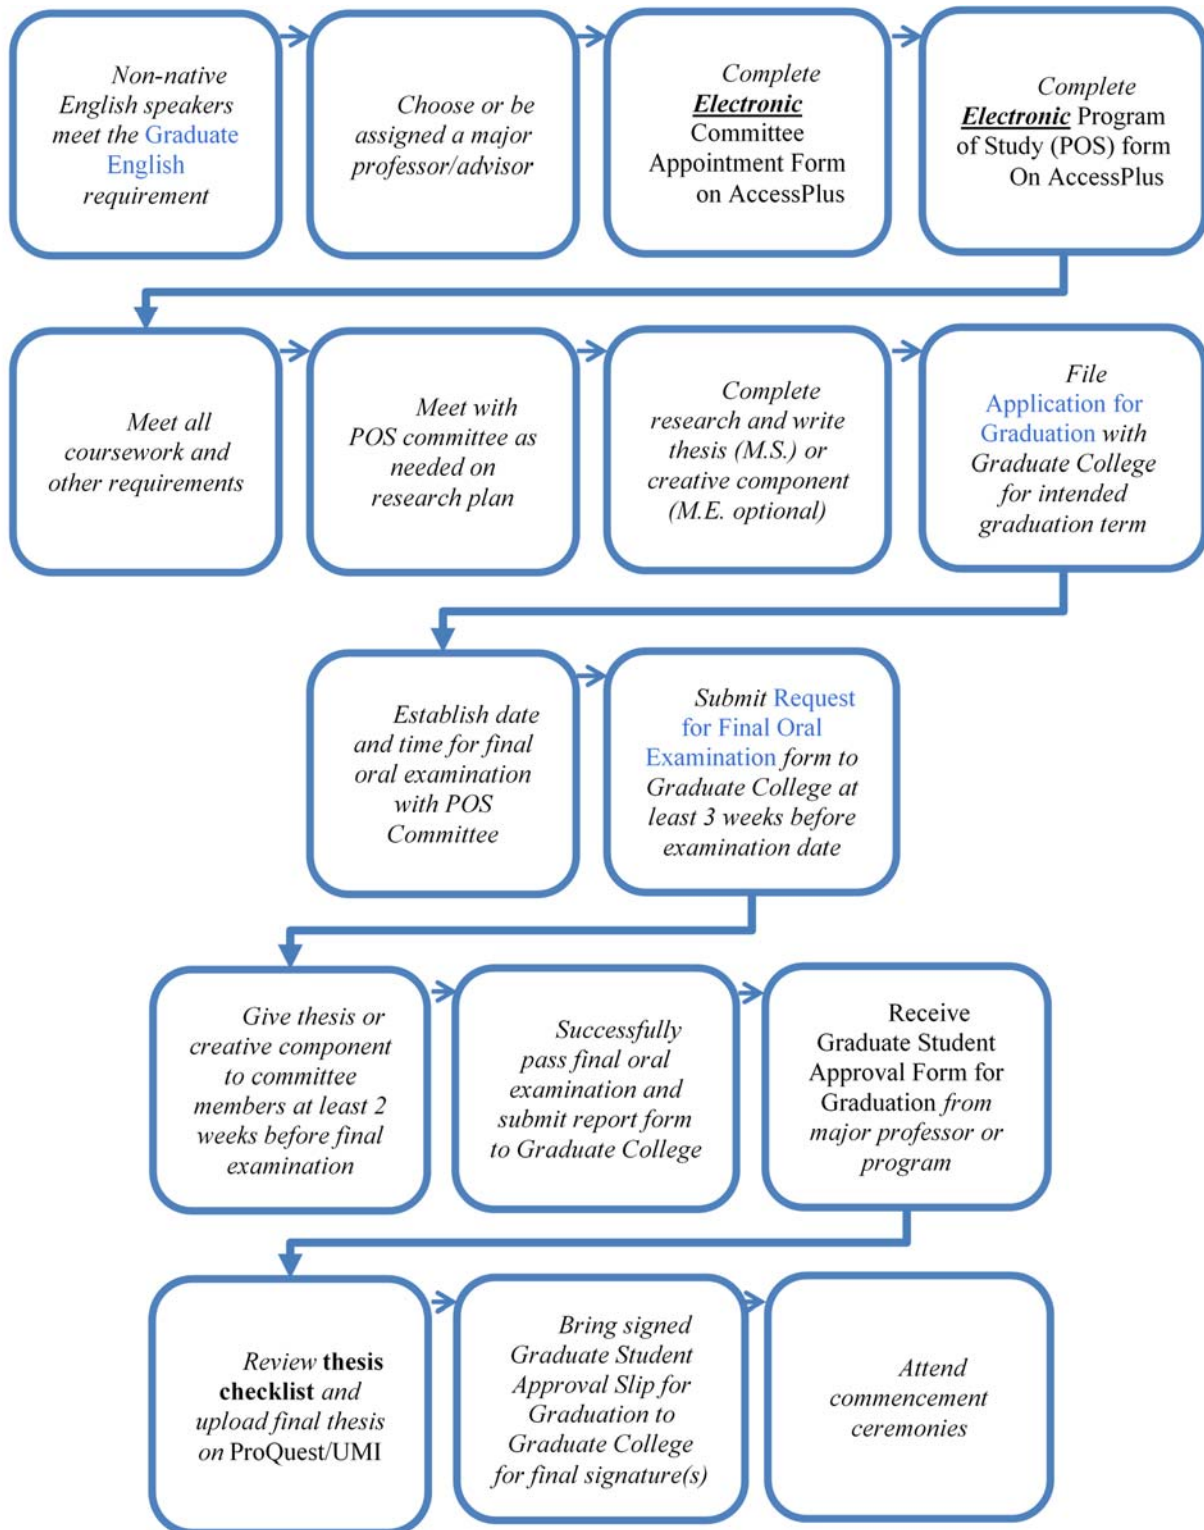 Non-native
English speakers
meet the Graduate
English
requirement
Choose or be
assigned a major
professor/advisor
Complete
Electronic
Committee
Appointment Form
on AccessPlus
Complete
Electronic Program
of Study (POS) form
On AccessPlus
Meet all
coursework and
other requirements
Meet with
POS committee as
needed on
research plan
Complete
research and write
thesis (M.S.) or
creative component
(M.E. optional)
File
Application for
Graduation with
Graduate College
for intended
graduation term
Establish date
and time for final
oral examination
with POS
Committee
Submit Request
for Final Oral
Examination form to
Graduate College at
least 3 weeks before
examination date
Give thesis or
creative component
to committee
members at least 2
weeks before final
examination
Successfully
pass final oral
examination and
submit report form
to Graduate College
Receive
Graduate Student
Approval Form for
Graduation from
major professor or
program
Review thesis
checklist and
upload final thesis
on ProQuest/UMI
Bring signed
Graduate Student
Approval Slip for
Graduation to
Graduate College
for final signature(s)
Attend
commencement
ceremonies